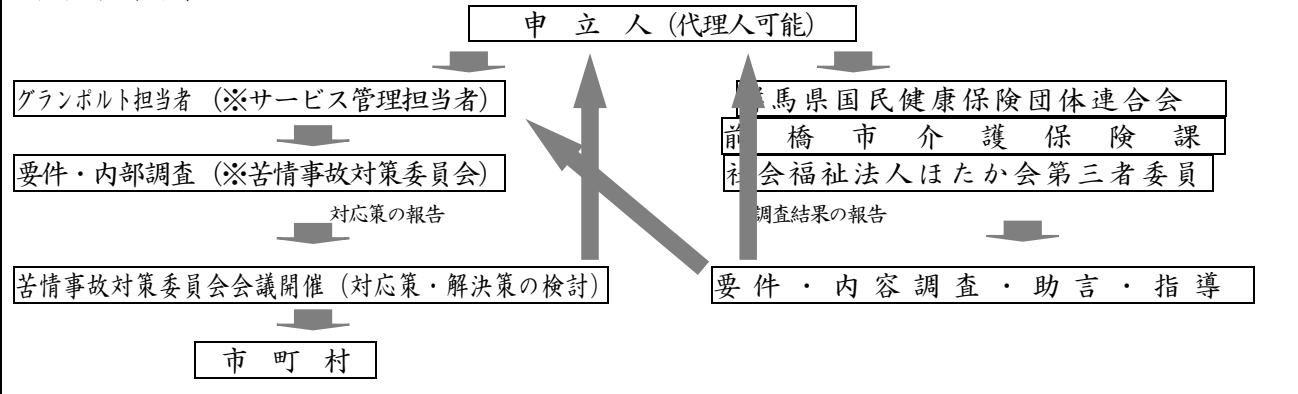 申立人(代理人可能)
グランポルト担当者（※サービス管理担当者）
馬県国民健康保険団体連合会
前橋市介護保険課
要件・内部調査（※苦情事故対策委員会）
社会福祉法人ほたか会第三者委員
対応策の報告
調査結果の報告
苦情事故対策委員会会議開催（対応策・解決策の検討）
要件・内容調査・助言・指導
市町村